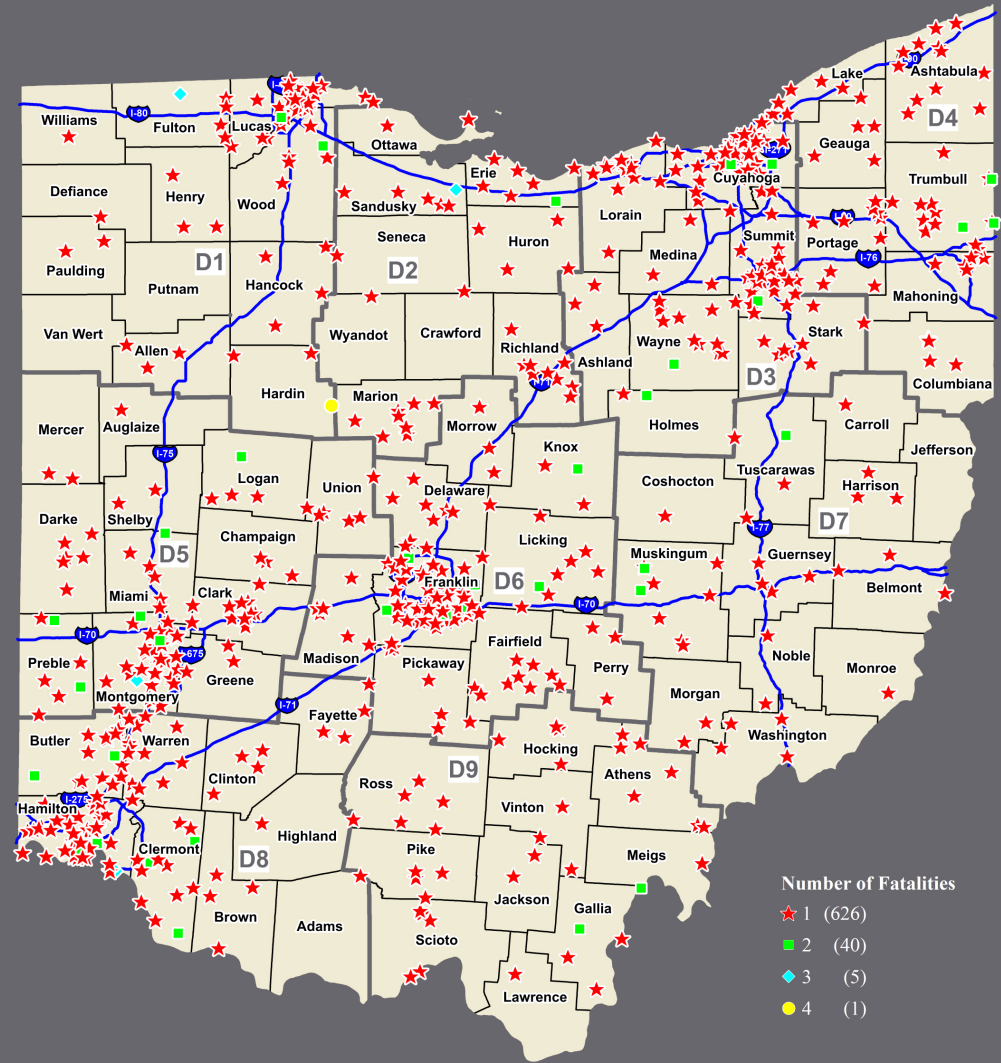 Lake
I-90
Ashtabula
I-80
Williams
Fulton
Lucas
Ottawa
D4
Geauga
I-271
Erie
Cuyahoga
Trumbull
Defiance
Henry
Wood
Sandusky
Lorain
Summit
Portage
Seneca
Huron
Medina
I-76
Paulding
D1
D2
Putnam
Hancock
Mahoning
Van Wert
Allen
Wyandot
Crawford
Richland
Ashland
Wayne
Stark
D3
Columbiana
Hardin
Marion
Morrow
Mercer
Auglaize
Holmes
Carroll
Knox
Jefferson
I-75
Logan
Union
Delaware
Coshocton
Tuscarawas
Harrison
Darke
Shelby
Champaign
Licking
I-77
D7
D5
Muskingum
Guernsey
Franklin
D6
Belmont
Miami
Clark
I-70
I-70
I-675
Preble
Greene
Madison
Pickaway
Fairfield
Perry
Noble
Monroe
Montgomery
Morgan
I-71
Fayette
Butler
Warren
Hocking
Washington
D9
Clinton
Ross
Athens
I-275
Hamilton
Vinton
Highland
Clermont
D8
Pike
Meigs
Number of Fatalities
1 (626)
Jackson
Gallia
Brown
Adams
Scioto
2 (40)
3 (5)
Lawrence
4 (1)